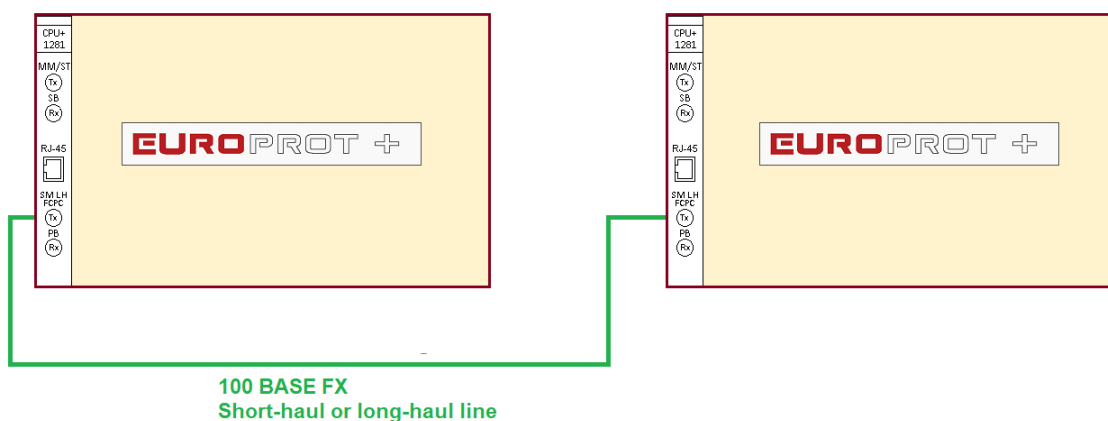 CPU+
1281
MM/ST
Tx
SB
Rx
RJ-45
SM LH
FCPC
Tx
PB
Rx
EUROPROT +
CPU+
1281
MM/ST
Tx
SB
Rx
RJ-45
SM LH
FCPC
Tx
PB
Rx
EUROPROT +
100 BASE FX
Short-haul or long-haul line